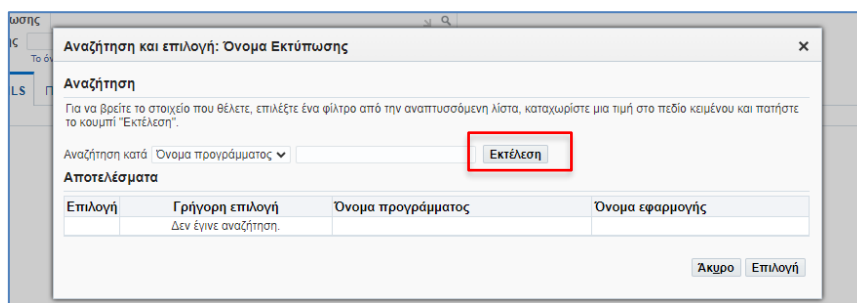 ωσης
ης
Το όν
LS Π
Αναζήτηση και επιλογή: Όνομα Εκτύπωσης ×
Αναζήτηση
Για να βρείτε το στοιχείο που θέλετε, επιλέξτε ένα φίλτρο από την αναπτυσσόμενη λίστα, καταχωρίστε μια τιμή στο πεδίο κειμένου και πατήστε
το κουμπί "Εκτέλεση".
Αναζήτηση κατά Όνομα προγράμματος Εκτέλεση
Αποτελέσματα
Επιλογή Γρήγορη επιλογή Όνομα προγράμματος Όνομα εφαρμογής
Δεν έγινε αναζήτηση.
Άκυρο Επιλογή